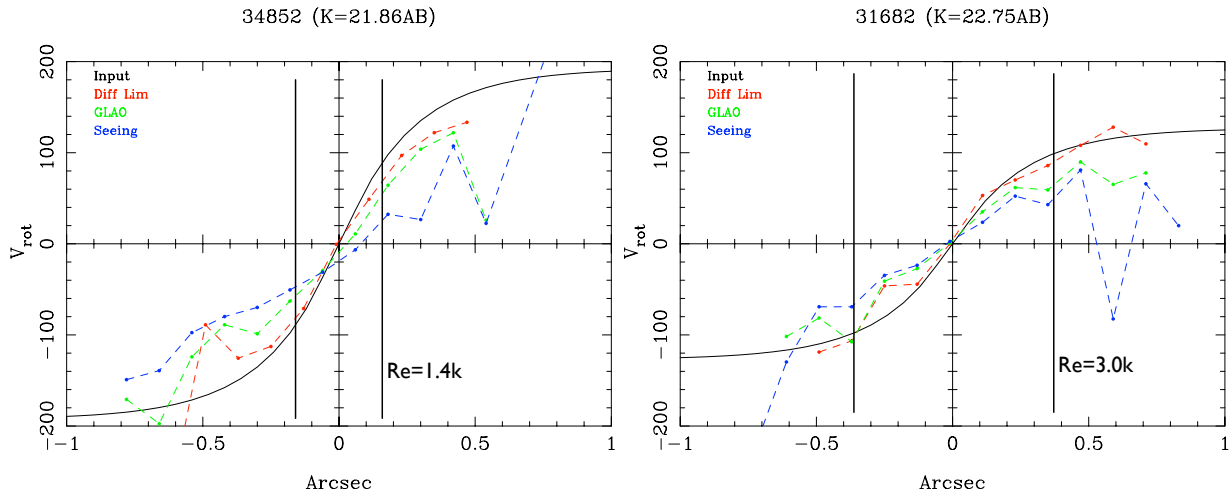 34852 (K=21.86AB)
200
100
0
−100
−200
V_rot
Input
Diff Lim
GLAO
Seeing
Re=1.4k
−1
−0.5
0
0.5
1
Arcsec
31682 (K=22.75AB)
200
100
0
−100
−200
V_rot
Input
Diff Lim
GLAO
Seeing
Re=3.0k
−1
−0.5
0
0.5
1
Arcsec